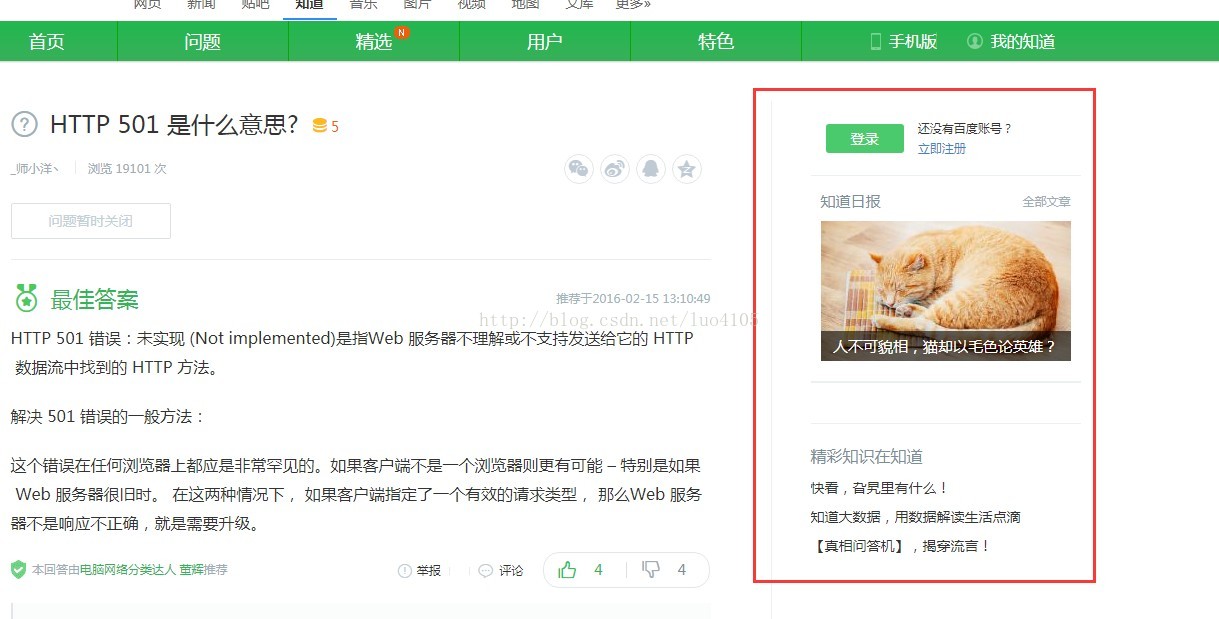 网页 新闻 贴吧 知道 音乐 图片 视频 地图 文库 更多»
首页 问题 精选 N 用户 特色 手机版 我的知道
HTTP 501 是什么意思? 5
_师小洋丶 浏览 19101 次
问题暂时关闭
最佳答案 推荐于2016-02-15 13:10:49
http://blog.csdn.net/luo4105
HTTP 501 错误：未实现 (Not implemented)是指Web 服务器不理解或不支持发送给它的 HTTP
数据流中找到的 HTTP 方法。
解决 501 错误的一般方法：
这个错误在任何浏览器上都应是非常罕见的。如果客户端不是一个浏览器则更有可能 – 特别是如果
Web 服务器很旧时。 在这两种情况下， 如果客户端指定了一个有效的请求类型， 那么Web 服务
器不是响应不正确，就是需要升级。
本回答由电脑网络分类达人 董辉推荐
举报 评论 4 4
登录 还没有百度账号？
立即注册
知道日报 全部文章
人不可貌相，猫却以毛色论英雄？
精彩知识在知道
快看，旮旯里有什么！
知道大数据，用数据解读生活点滴
【真相问答机】，揭穿流言！